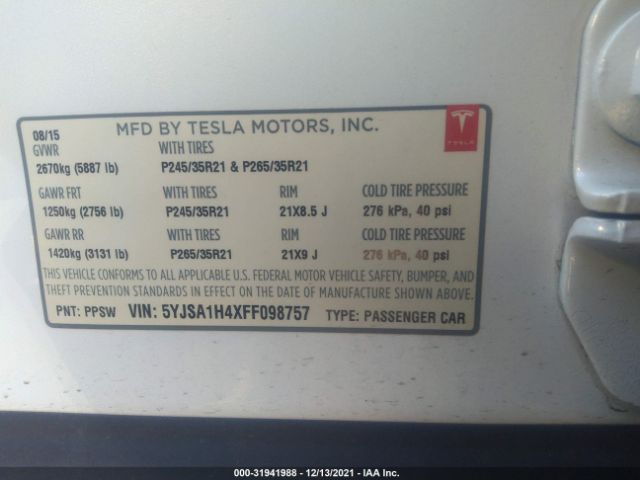 08/15 MFD BY TESLA MOTORS, INC.
GVWR WITH TIRES
2670kg (5887 lb) P245/35R21 & P265/35R21
GAWR FRT WITH TIRES RIM COLD TIRE PRESSURE
1250kg (2756 lb) P245/35R21 21X8.5 J 276 kPa, 40 psi
GAWR RR WITH TIRES RIM COLD TIRE PRESSURE
1420kg (3131 lb) P265/35R21 21X9 J 276 kPa, 40 psi
THIS VEHICLE CONFORMS TO ALL APPLICABLE U.S. FEDERAL MOTOR VEHICLE SAFETY, BUMPER, AND
THEFT PREVENTION STANDARDS IN EFFECT ON THE DATE OF MANUFACTURE SHOWN ABOVE.
PNT: PPSW VIN: 5YJSA1H4XFF098757 TYPE: PASSENGER CAR
TESLA
000-31941988 - 12/13/2021 - IAA Inc.